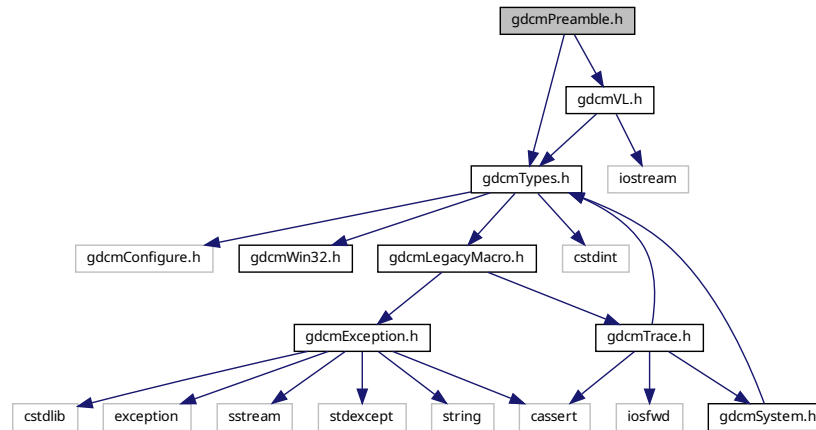 gdcmPreamble.h
gdcmVL.h
gdcmTypes.h
iostream
gdcmConfigure.h
gdcmWin32.h
gdcmLegacyMacro.h
cstdint
gdcmException.h
gdcmTrace.h
cstdlib
exception
sstream
stdexcept
string
cassert
iosfwd
gdcmSystem.h